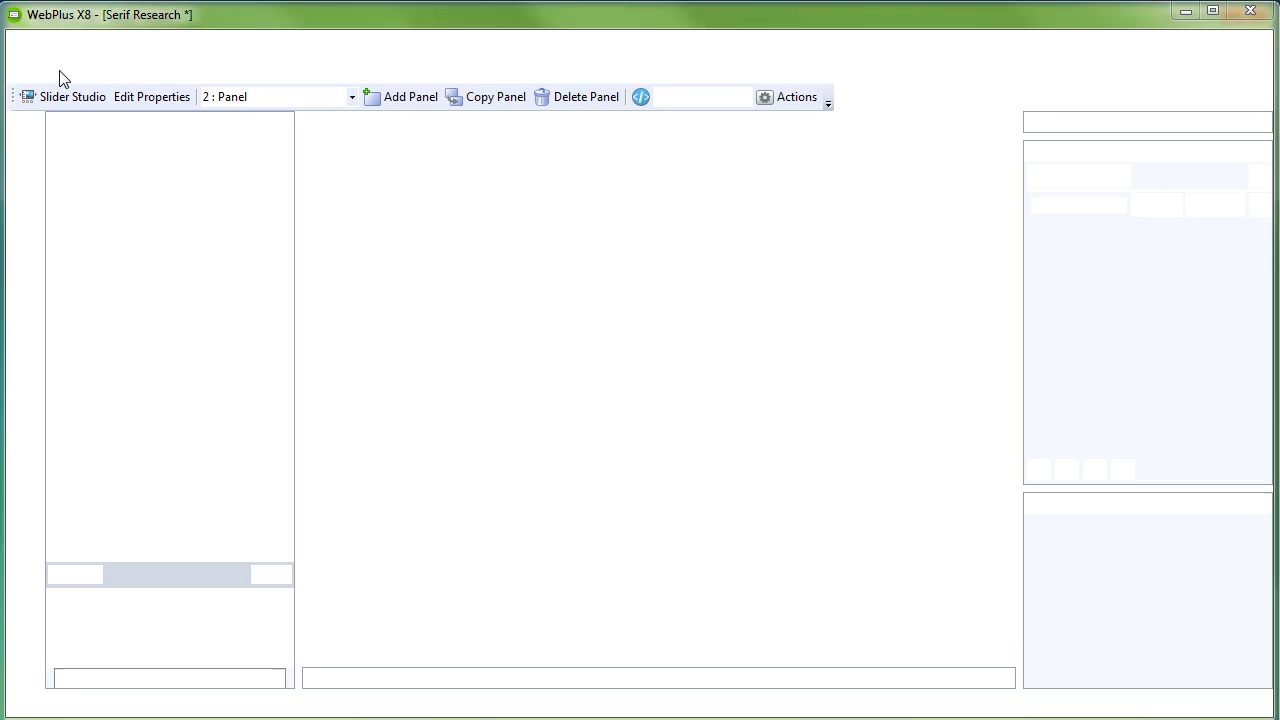 WebPlus X8 - [Serif Research *]
Slider Studio Edit Properties 2 : Panel Add Panel Copy Panel Delete Panel Actions